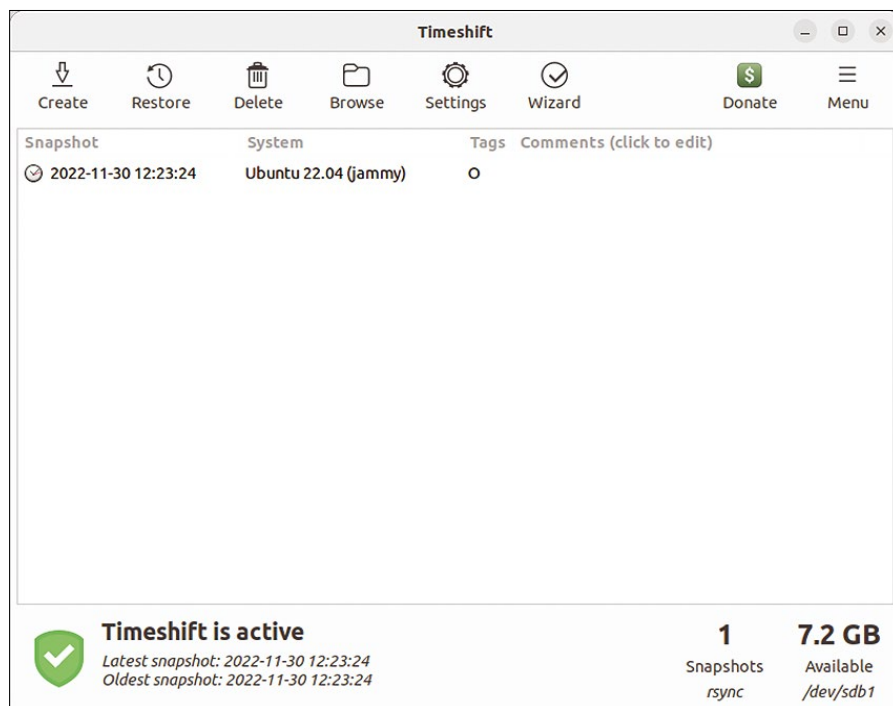 Timeshift
Create Restore Delete Browse Settings Wizard Donate Menu
Snapshot System Tags Comments (click to edit)
2022-11-30 12:23:24 Ubuntu 22.04 (jammy) O
Timeshift is active
Latest snapshot: 2022-11-30 12:23:24
Oldest snapshot: 2022-11-30 12:23:24
1
Snapshots
rsync
7.2 GB
Available
/dev/sdb1